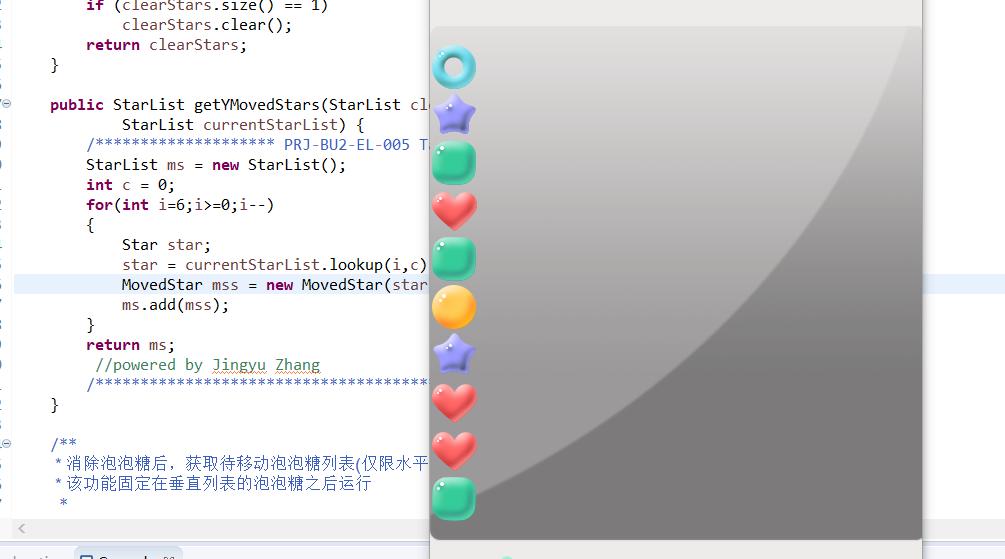 if (clearStars.size() == 1)
clearStars.clear();
return clearStars;
}
public StarList getYMovedStars(StarList
StarList currentStarList) {
/******************** PRJ-BU2-EL-005
StarList ms = new StarList();
int c = 0;
for(int i=6;i>=0;i--)
{
Star star;
star = currentStarList.lookup(i,c)
MovedStar mss = new MovedStar(star
ms.add(mss);
}
return ms;
//powered by Jingyu Zhang
/*************************************
}
/**
* 消除泡泡糖后，获取待移动泡泡糖列表(仅限水平
* 该功能固定在垂直列表的泡泡糖之后运行
*